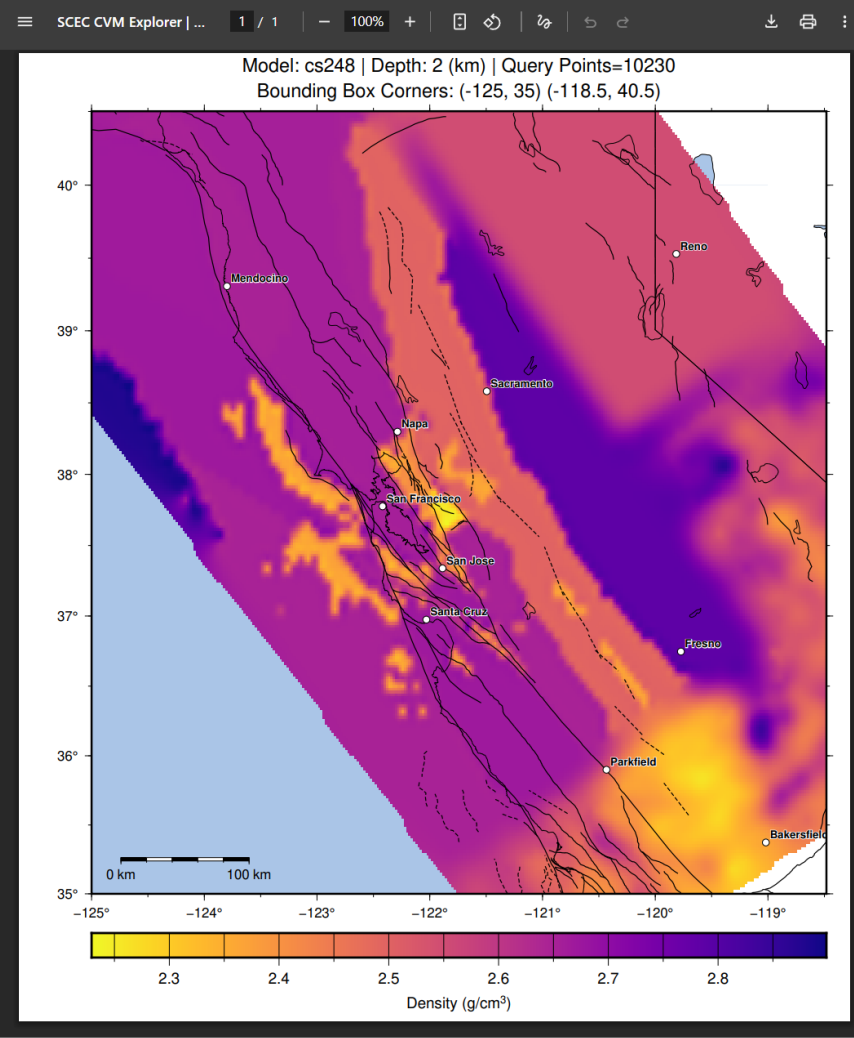 SCEC CVM Explorer | ...
1 / 1
100%
Model: cs248 | Depth: 2 (km) | Query Points=10230
Bounding Box Corners: (-125, 35) (-118.5, 40.5)
40°
Reno
Mendocino
39°
Sacramento
Napa
38°
San Francisco
San Jose
37°
Santa Cruz
Fresno
36°
Parkfield
Bakersfield
0 km 100 km
35°
−125° −124° −123° −122° −121° −120° −119°
2.3 2.4 2.5 2.6 2.7 2.8
Density (g/cm³)